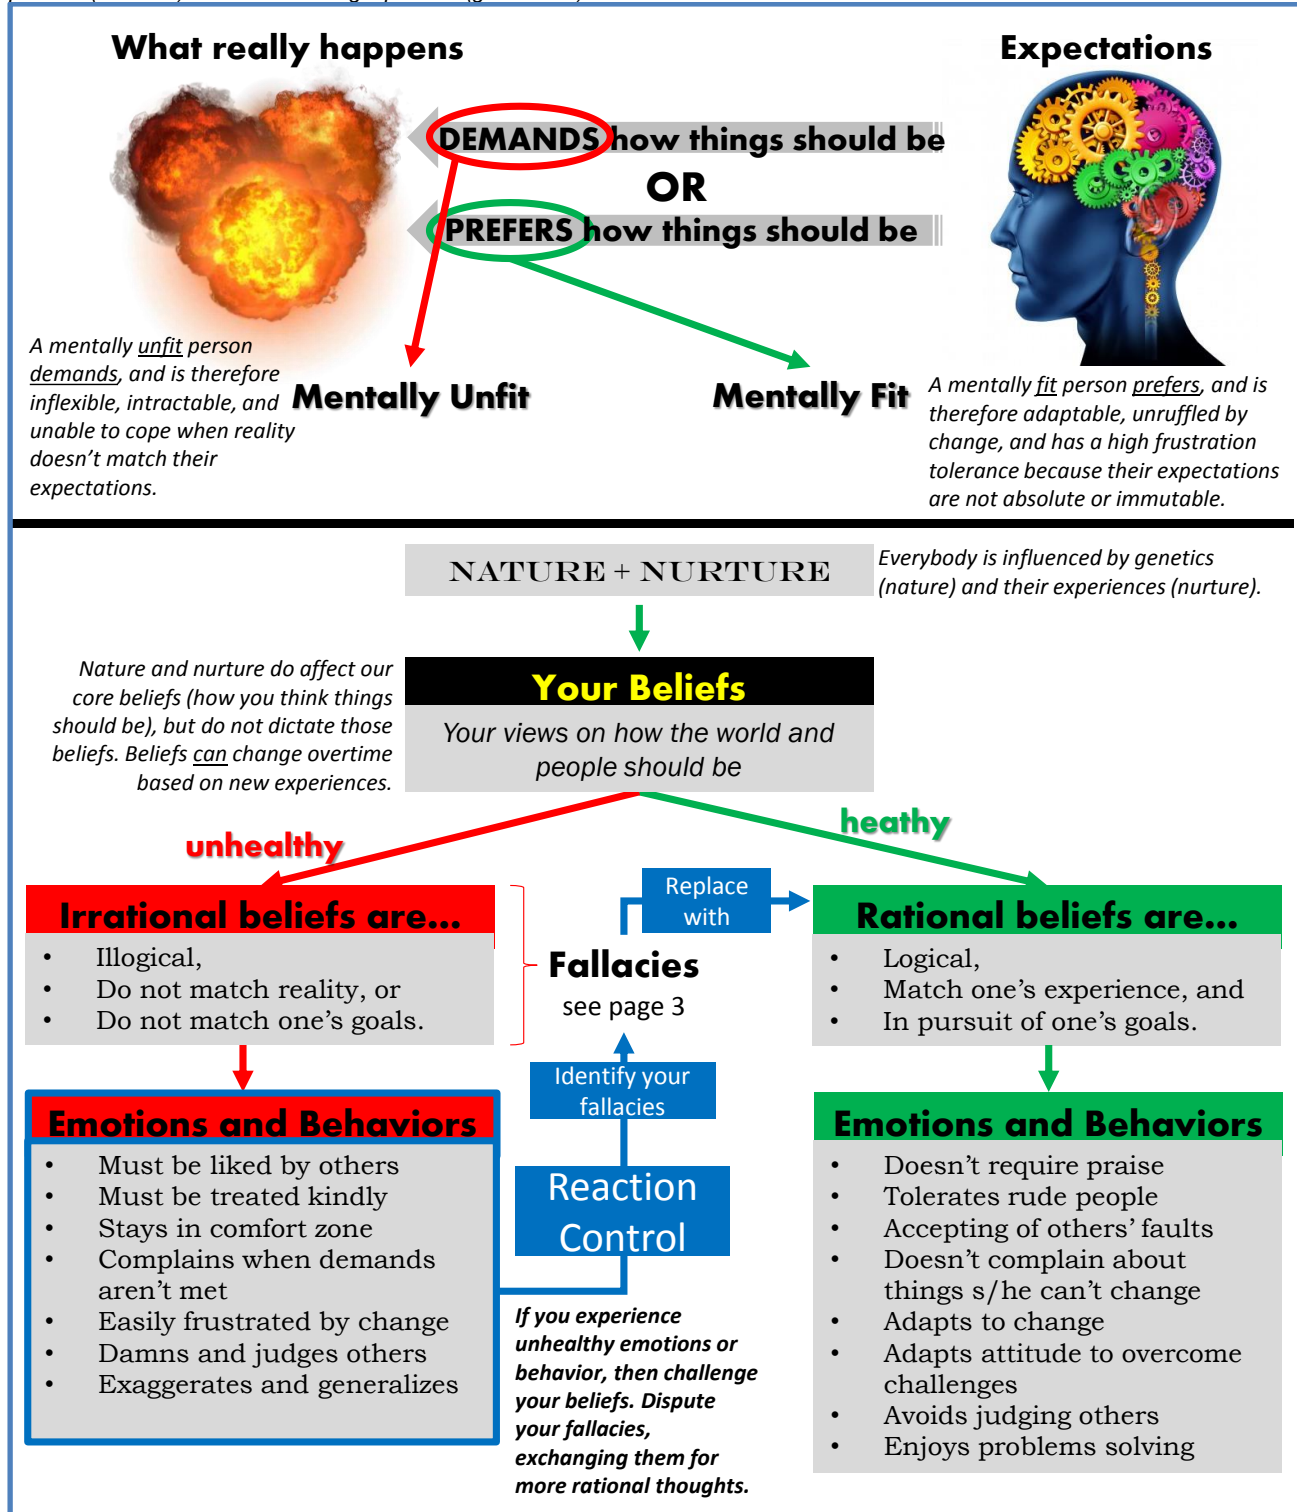 What really happens
Expectations
DEMANDS how things should be
OR
PREFERS how things should be
A mentally unfit person
demands, and is therefore
inflexible, intractable, and
unable to cope when reality
doesn't match their
expectations.
Mentally Unfit
Mentally Fit
A mentally fit person prefers, and is
therefore adaptable, unruffled by
change, and has a high frustration
tolerance because their expectations
are not absolute or immutable.
NATURE + NURTURE
Everybody is influenced by genetics
(nature) and their experiences (nurture).
Nature and nurture do affect our
core beliefs (how you think things
should be), but do not dictate those
beliefs. Beliefs can change overtime
based on new experiences.
Your Beliefs
Your views on how the world and
people should be
unhealthy
heathy
Irrational beliefs are...
• Illogical,
• Do not match reality, or
• Do not match one's goals.
Fallacies
see page 3
Replace
with
Rational beliefs are...
• Logical,
• Match one's experience, and
• In pursuit of one's goals.
Identify your
fallacies
Reaction
Control
If you experience
unhealthy emotions or
behavior, then challenge
your beliefs. Dispute
your fallacies,
exchanging them for
more rational thoughts.
Emotions and Behaviors
• Must be liked by others
• Must be treated kindly
• Stays in comfort zone
• Complains when demands
aren't met
• Easily frustrated by change
• Damns and judges others
• Exaggerates and generalizes
Emotions and Behaviors
• Doesn't require praise
• Tolerates rude people
• Accepting of others' faults
• Doesn't complain about
things s/he can't change
• Adapts to change
• Adapts attitude to overcome
challenges
• Avoids judging others
• Enjoys problems solving